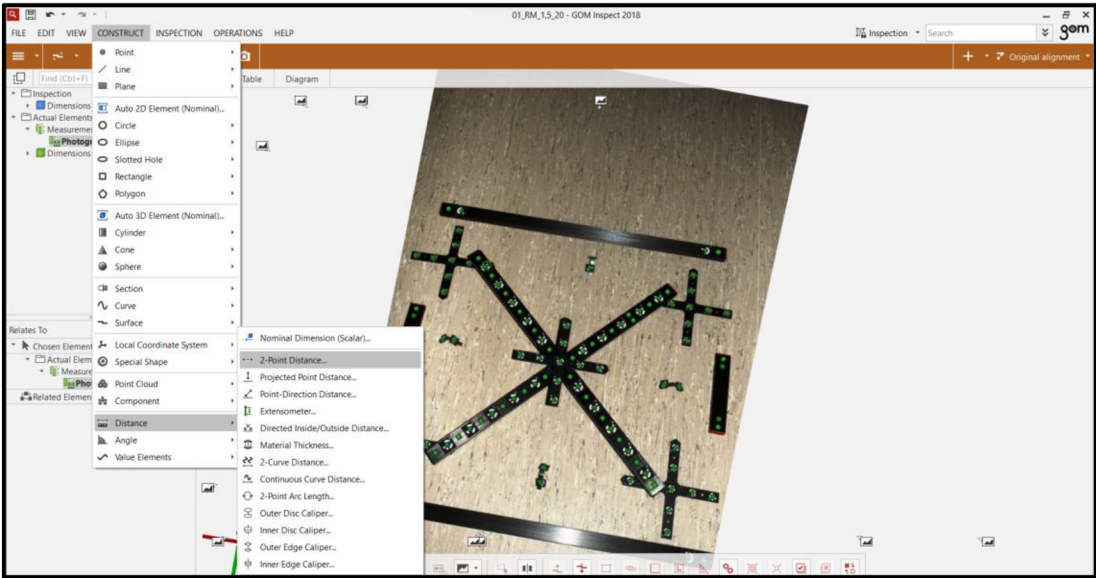 01_RM_1,5_20 - GOM Inspect 2018
FILE EDIT VIEW CONSTRUCT INSPECTION OPERATIONS HELP
Inspection
Search
gom
Original alignment
Find (Ctrl+F)
Table
Diagram
Inspection
Dimensions
Actual Elements
Measureme
Photogr
Dimensions
Point
Line
Plane
Auto 2D Element (Nominal)...
Circle
Ellipse
Slotted Hole
Rectangle
Polygon
Auto 3D Element (Nominal)...
Cylinder
Cone
Sphere
Section
Curve
Surface
Local Coordinate System
Special Shape
Point Cloud
Component
Distance
Angle
Value Elements
Relates To
Chosen Element
Actual Elem
Measure
Phot
Related Elemen
Nominal Dimension (Scalar)...
2-Point Distance...
Projected Point Distance...
Point-Direction Distance...
Extensometer...
Directed Inside/Outside Distance...
Material Thickness...
2-Curve Distance...
Continuous Curve Distance...
2-Point Arc Length...
Outer Disc Caliper...
Inner Disc Caliper...
Outer Edge Caliper...
Inner Edge Caliper...